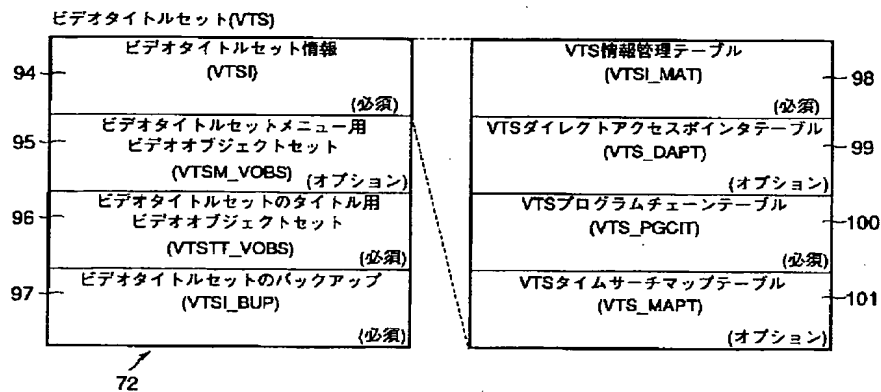 ビデオタイトルセット(VTS)
94
ビデオタイトルセット情報
(VTSI)
(必須)
95
ビデオタイトルセットメニュー用
ビデオオブジェクトセット
(VTSM_VOBS)
(オプション)
96
ビデオタイトルセットのタイトル用
ビデオオブジェクトセット
(VTSTT_VOBS)
(必須)
97
ビデオタイトルセットのバックアップ
(VTSI_BUP)
(必須)
72
VTS情報管理テーブル
(VTSI_MAT)
(必須)
98
VTSダイレクトアクセスポインタテーブル
(VTS_DAPT)
(オプション)
99
VTSプログラムチェーンテーブル
(VTS_PGCIT)
(必須)
100
VTSタイムサーチマップテーブル
(VTS_MAPT)
(オプション)
101